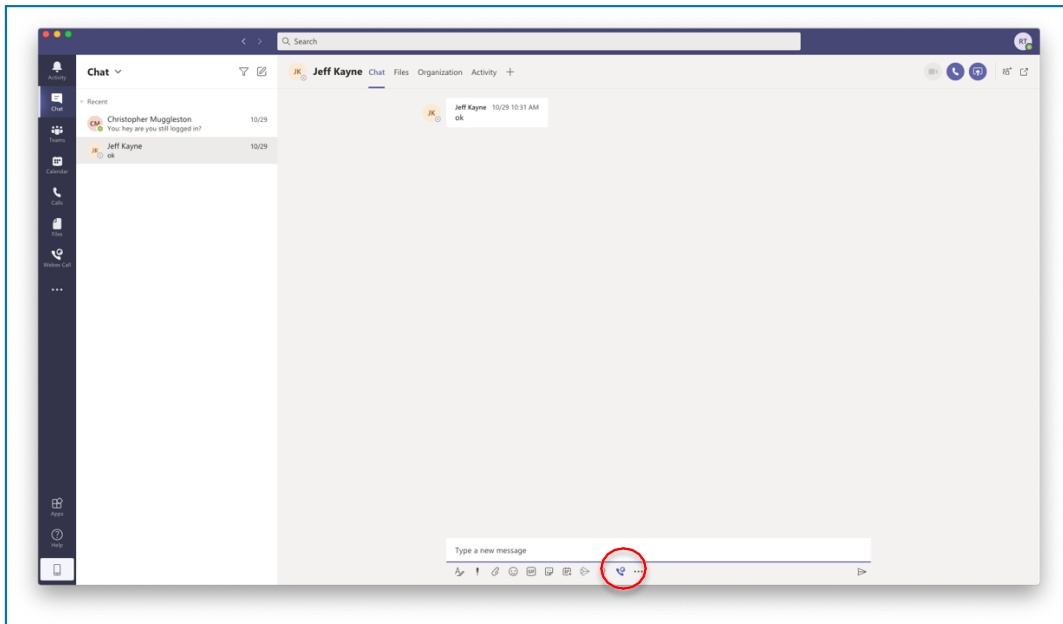 Search
RT
Activity
Chat
Teams
Calendar
Calls
Files
Webex Call
Apps
Help
Chat
Recent
CM
Christopher Muggleston
10/29
You: hey are you still logged in?
JK
Jeff Kayne
10/29
ok
JK
Jeff Kayne Chat Files Organization Activity
JK
Jeff Kayne 10/29 10:31 AM
ok
Type a new message
GIF